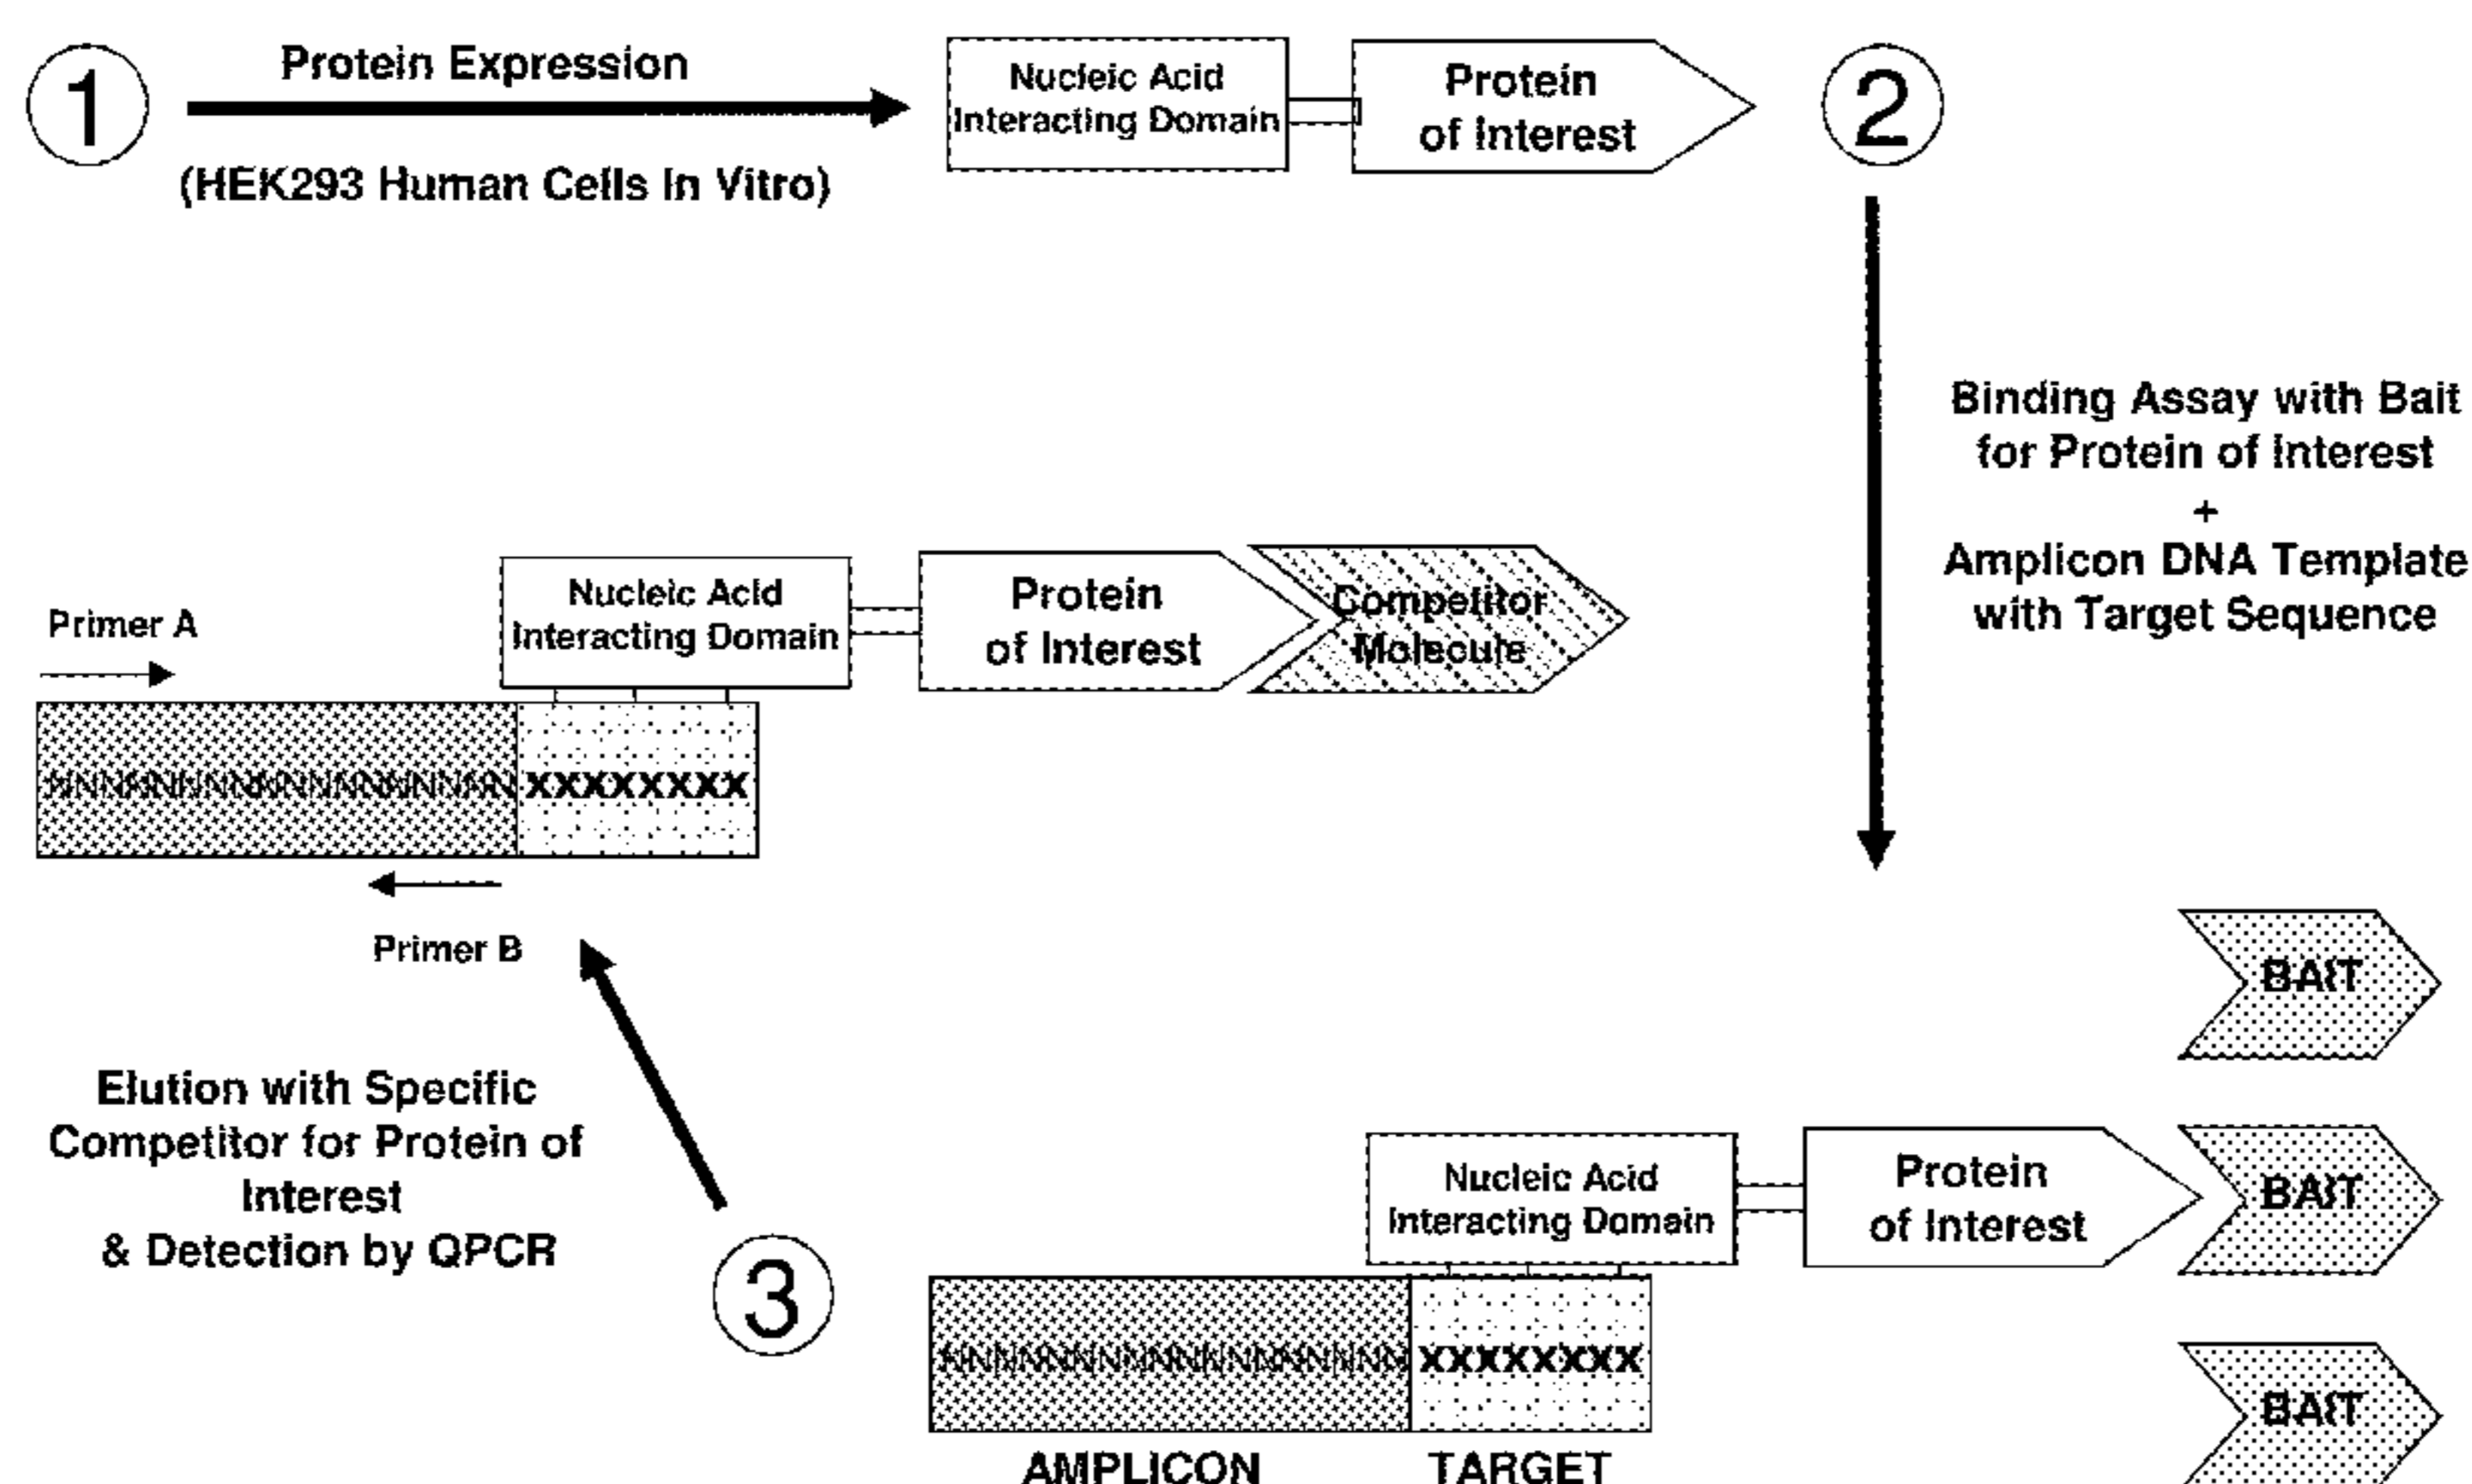 1
Protein Expression
(HEK293 Human Cells In Vitro)
Nucleic Acid
Interacting Domain
Protein
of Interest
2
Binding Assay with Bait
for Protein of Interest
+
Amplicon DNA Template
with Target Sequence
Primer A
Nucleic Acid
Interacting Domain
Protein
of Interest
Competitor
Molecule
XXXXXXXX
Primer B
Elution with Specific
Competitor for Protein of
Interest
& Detection by QPCR
3
BAIT
Nucleic Acid
Interacting Domain
Protein
of Interest
BAIT
XXXXXXXX
BAIT
AMPLICON
TARGET